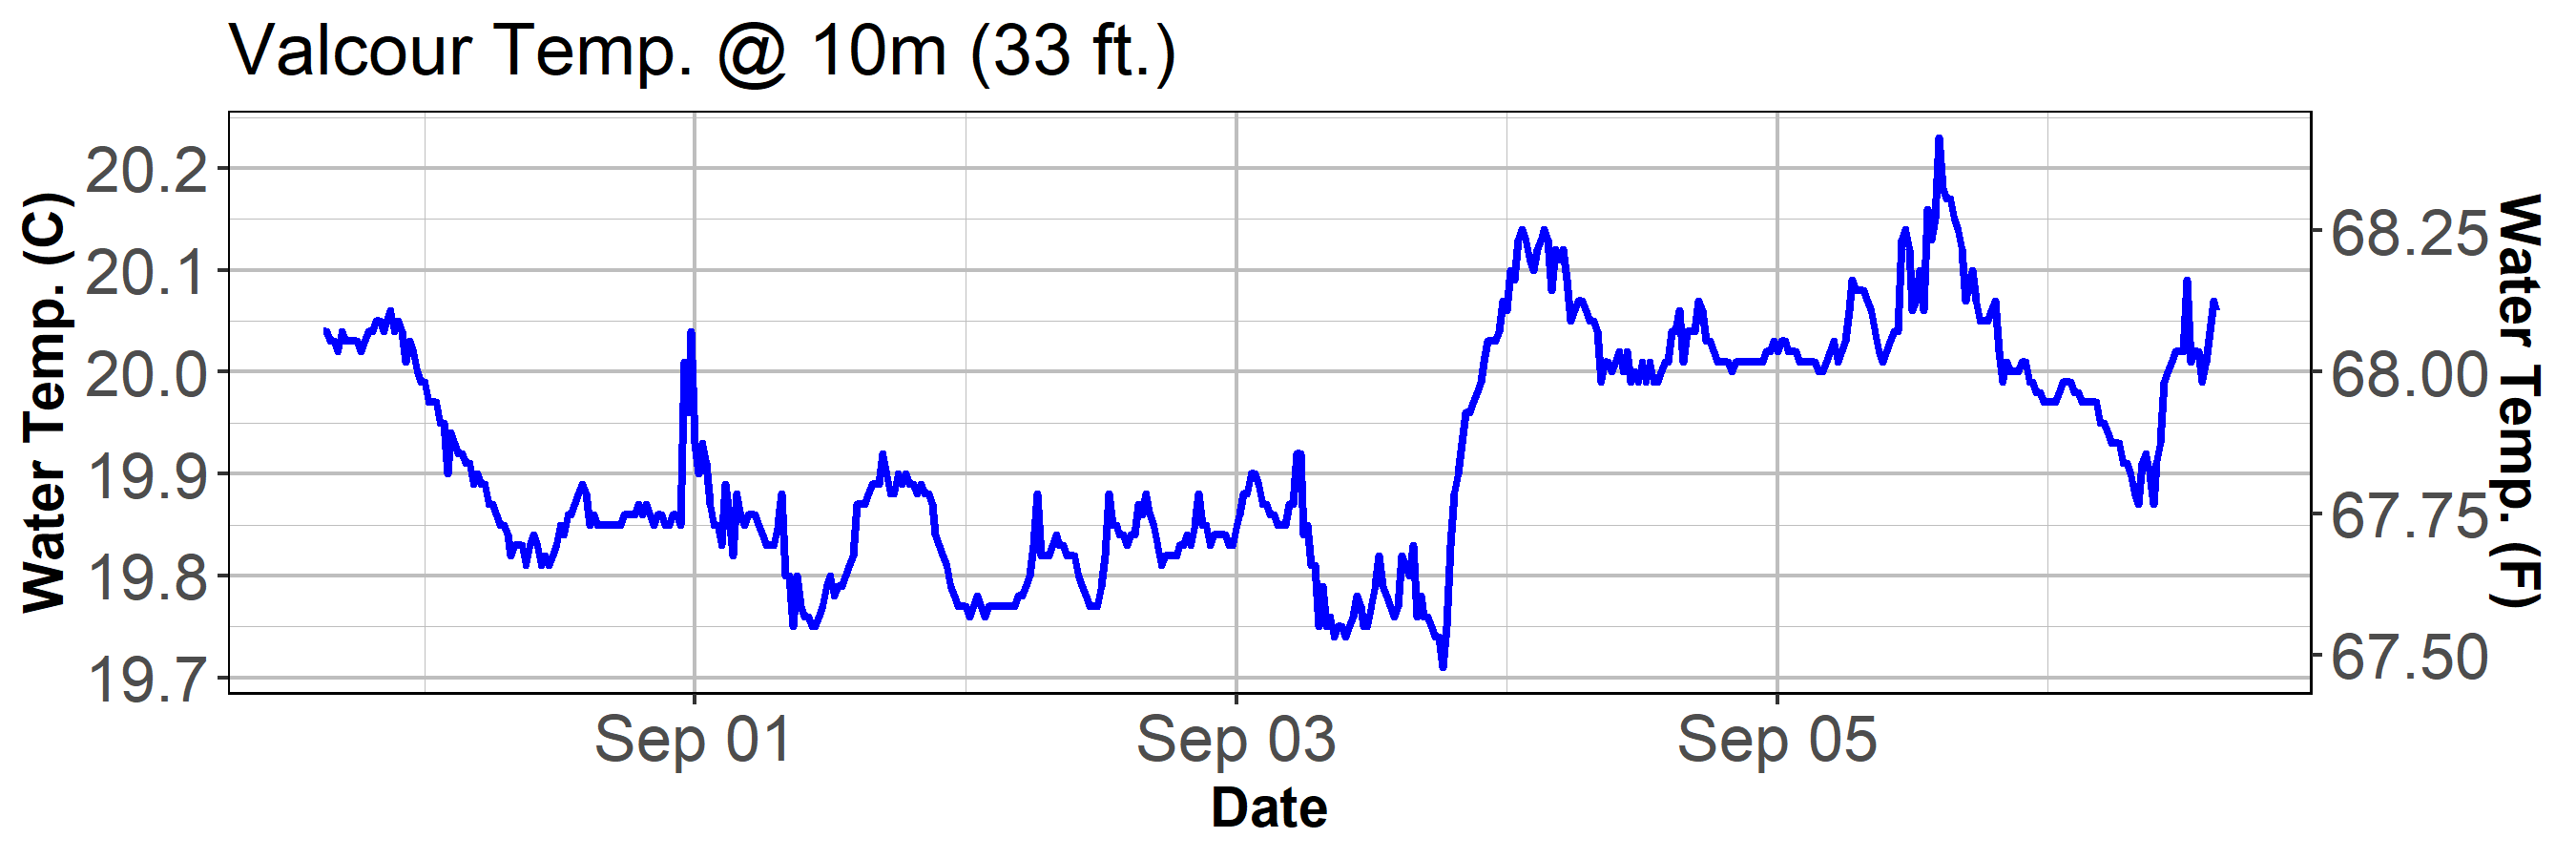 Valcour Temp. @ 10m (33 ft.)
Water Temp. (C)
20.2
20.1
20.0
19.9
19.8
19.7
68.25
68.00
67.75
67.50
Water Temp. (F)
Sep 01
Sep 03
Sep 05
Date